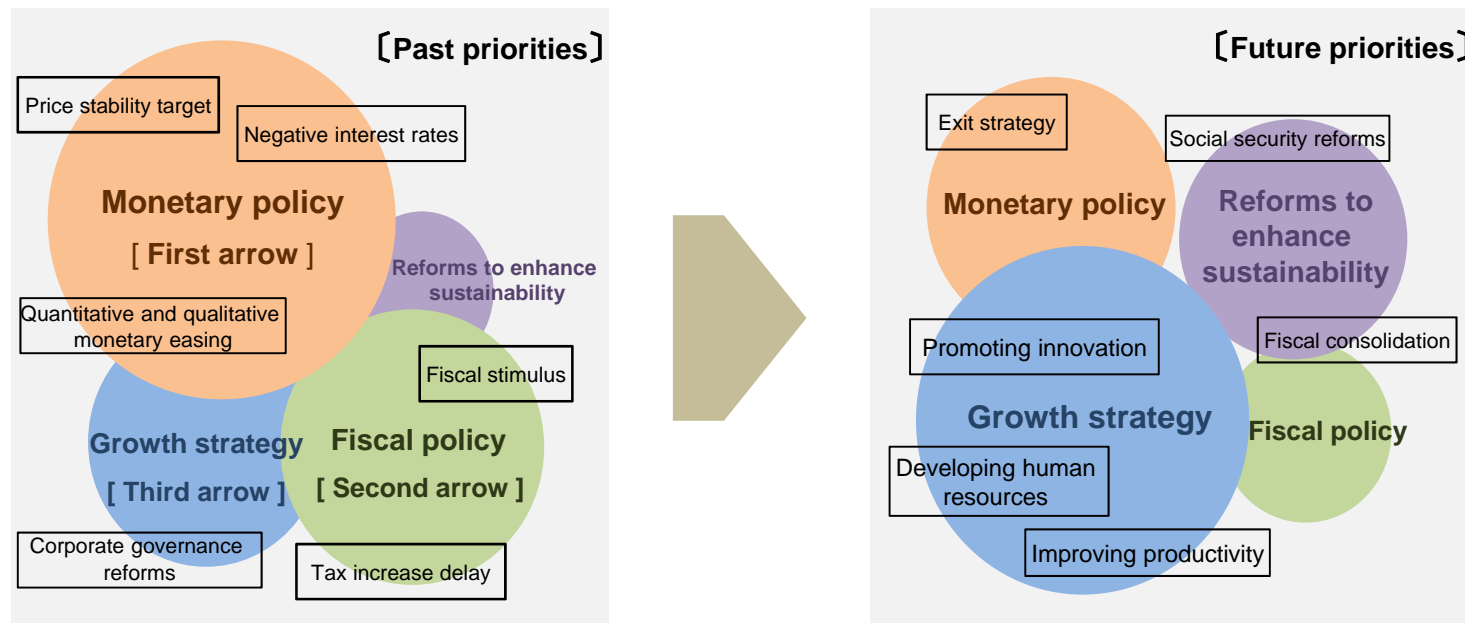 〔Past priorities〕
Price stability target
Negative interest rates
Monetary policy
[ First arrow ]
Reforms to enhance
sustainability
Quantitative and qualitative
monetary easing
Fiscal stimulus
Growth strategy
[ Third arrow ]
Fiscal policy
[ Second arrow ]
Corporate governance
reforms
Tax increase delay
〔Future priorities〕
Exit strategy
Social security reforms
Monetary policy
Reforms to
enhance
sustainability
Promoting innovation
Fiscal consolidation
Growth strategy
Fiscal policy
Developing human
resources
Improving productivity